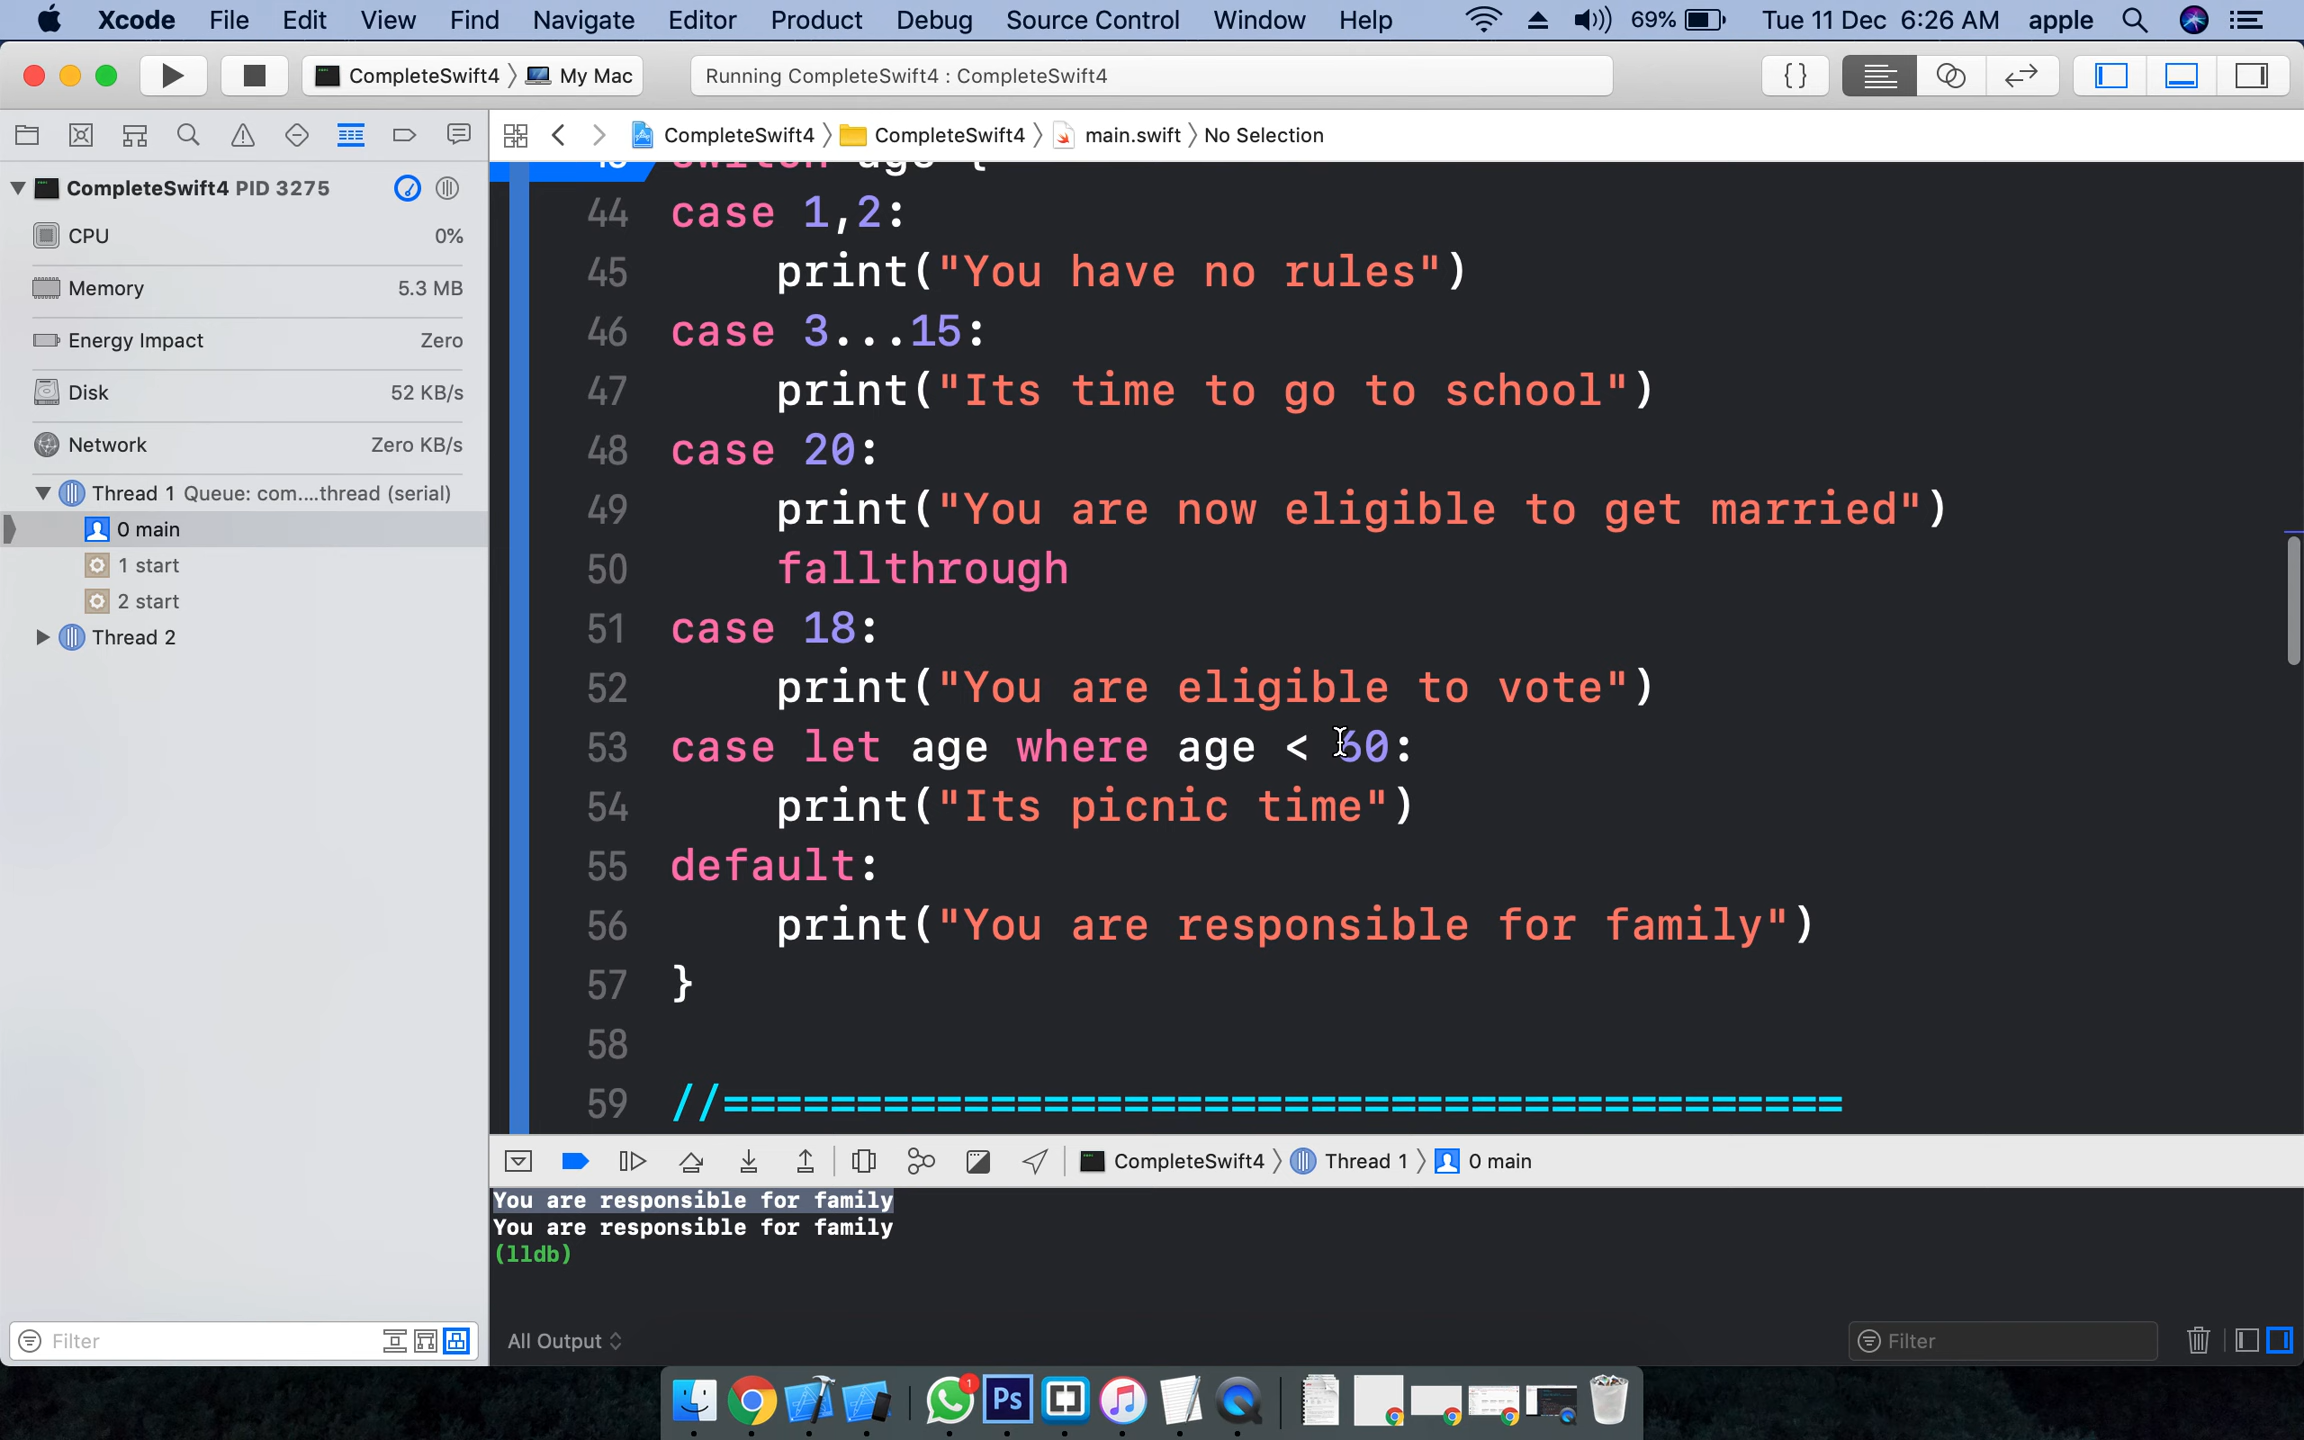 Xcode File Edit View Find Navigate Editor Product Debug Source Control Window Help 69% Tue 11 Dec 6:26 AM apple
CompleteSwift4 My Mac Running CompleteSwift4 : CompleteSwift4 {}
CompleteSwift4 CompleteSwift4 main.swift No Selection
CompleteSwift4 PID 3275
CPU 0%
Memory 5.3 MB
Energy Impact Zero
Disk 52 KB/s
Network Zero KB/s
Thread 1 Queue: com....thread (serial)
0 main
1 start
2 start
Thread 2
Filter
switch age {
44 case 1,2:
45 print("You have no rules")
46 case 3...15:
47 print("Its time to go to school")
48 case 20:
49 print("You are now eligible to get married")
50 fallthrough
51 case 18:
52 print("You are eligible to vote")
53 case let age where age < 60:
54 print("Its picnic time")
55 default:
56 print("You are responsible for family")
57 }
58
59 //==========================================
CompleteSwift4 Thread 1 0 main
You are responsible for family
You are responsible for family
(lldb)
All Output Filter
1 Ps